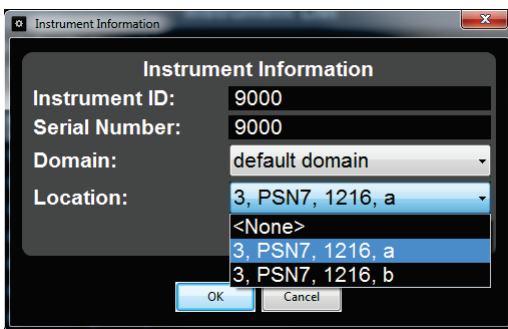 Instrument Information
Instrument Information
Instrument ID: 9000
Serial Number: 9000
Domain: default domain
Location: 3, PSN7, 1216, a
<None>
3, PSN7, 1216, a
3, PSN7, 1216, b
OK Cancel